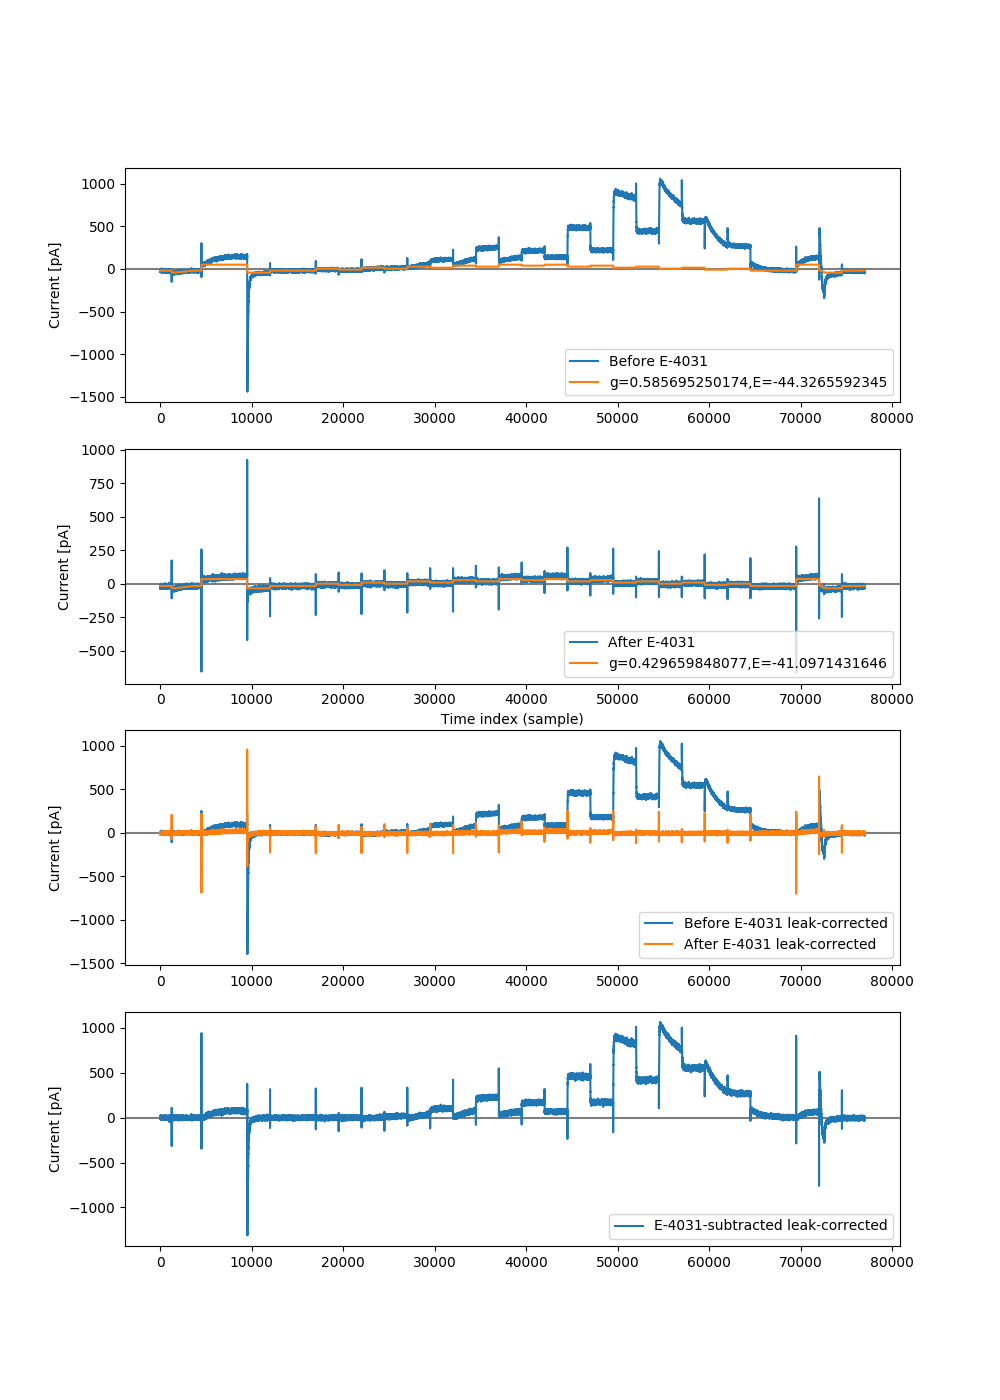 1000
500
0
−500
−1000
−1500
Current [pA]
Before E-4031
g=0.585695250174,E=-44.3265592345
0 10000 20000 30000 40000 50000 60000 70000 80000
1000
750
500
250
0
−250
−500
Current [pA]
After E-4031
g=0.429659848077,E=-41.0971431646
0 10000 20000 30000 40000 50000 60000 70000 80000
Time index (sample)
1000
500
0
−500
−1000
−1500
Current [pA]
Before E-4031 leak-corrected
After E-4031 leak-corrected
0 10000 20000 30000 40000 50000 60000 70000 80000
1000
500
0
−500
−1000
Current [pA]
E-4031-subtracted leak-corrected
0 10000 20000 30000 40000 50000 60000 70000 80000